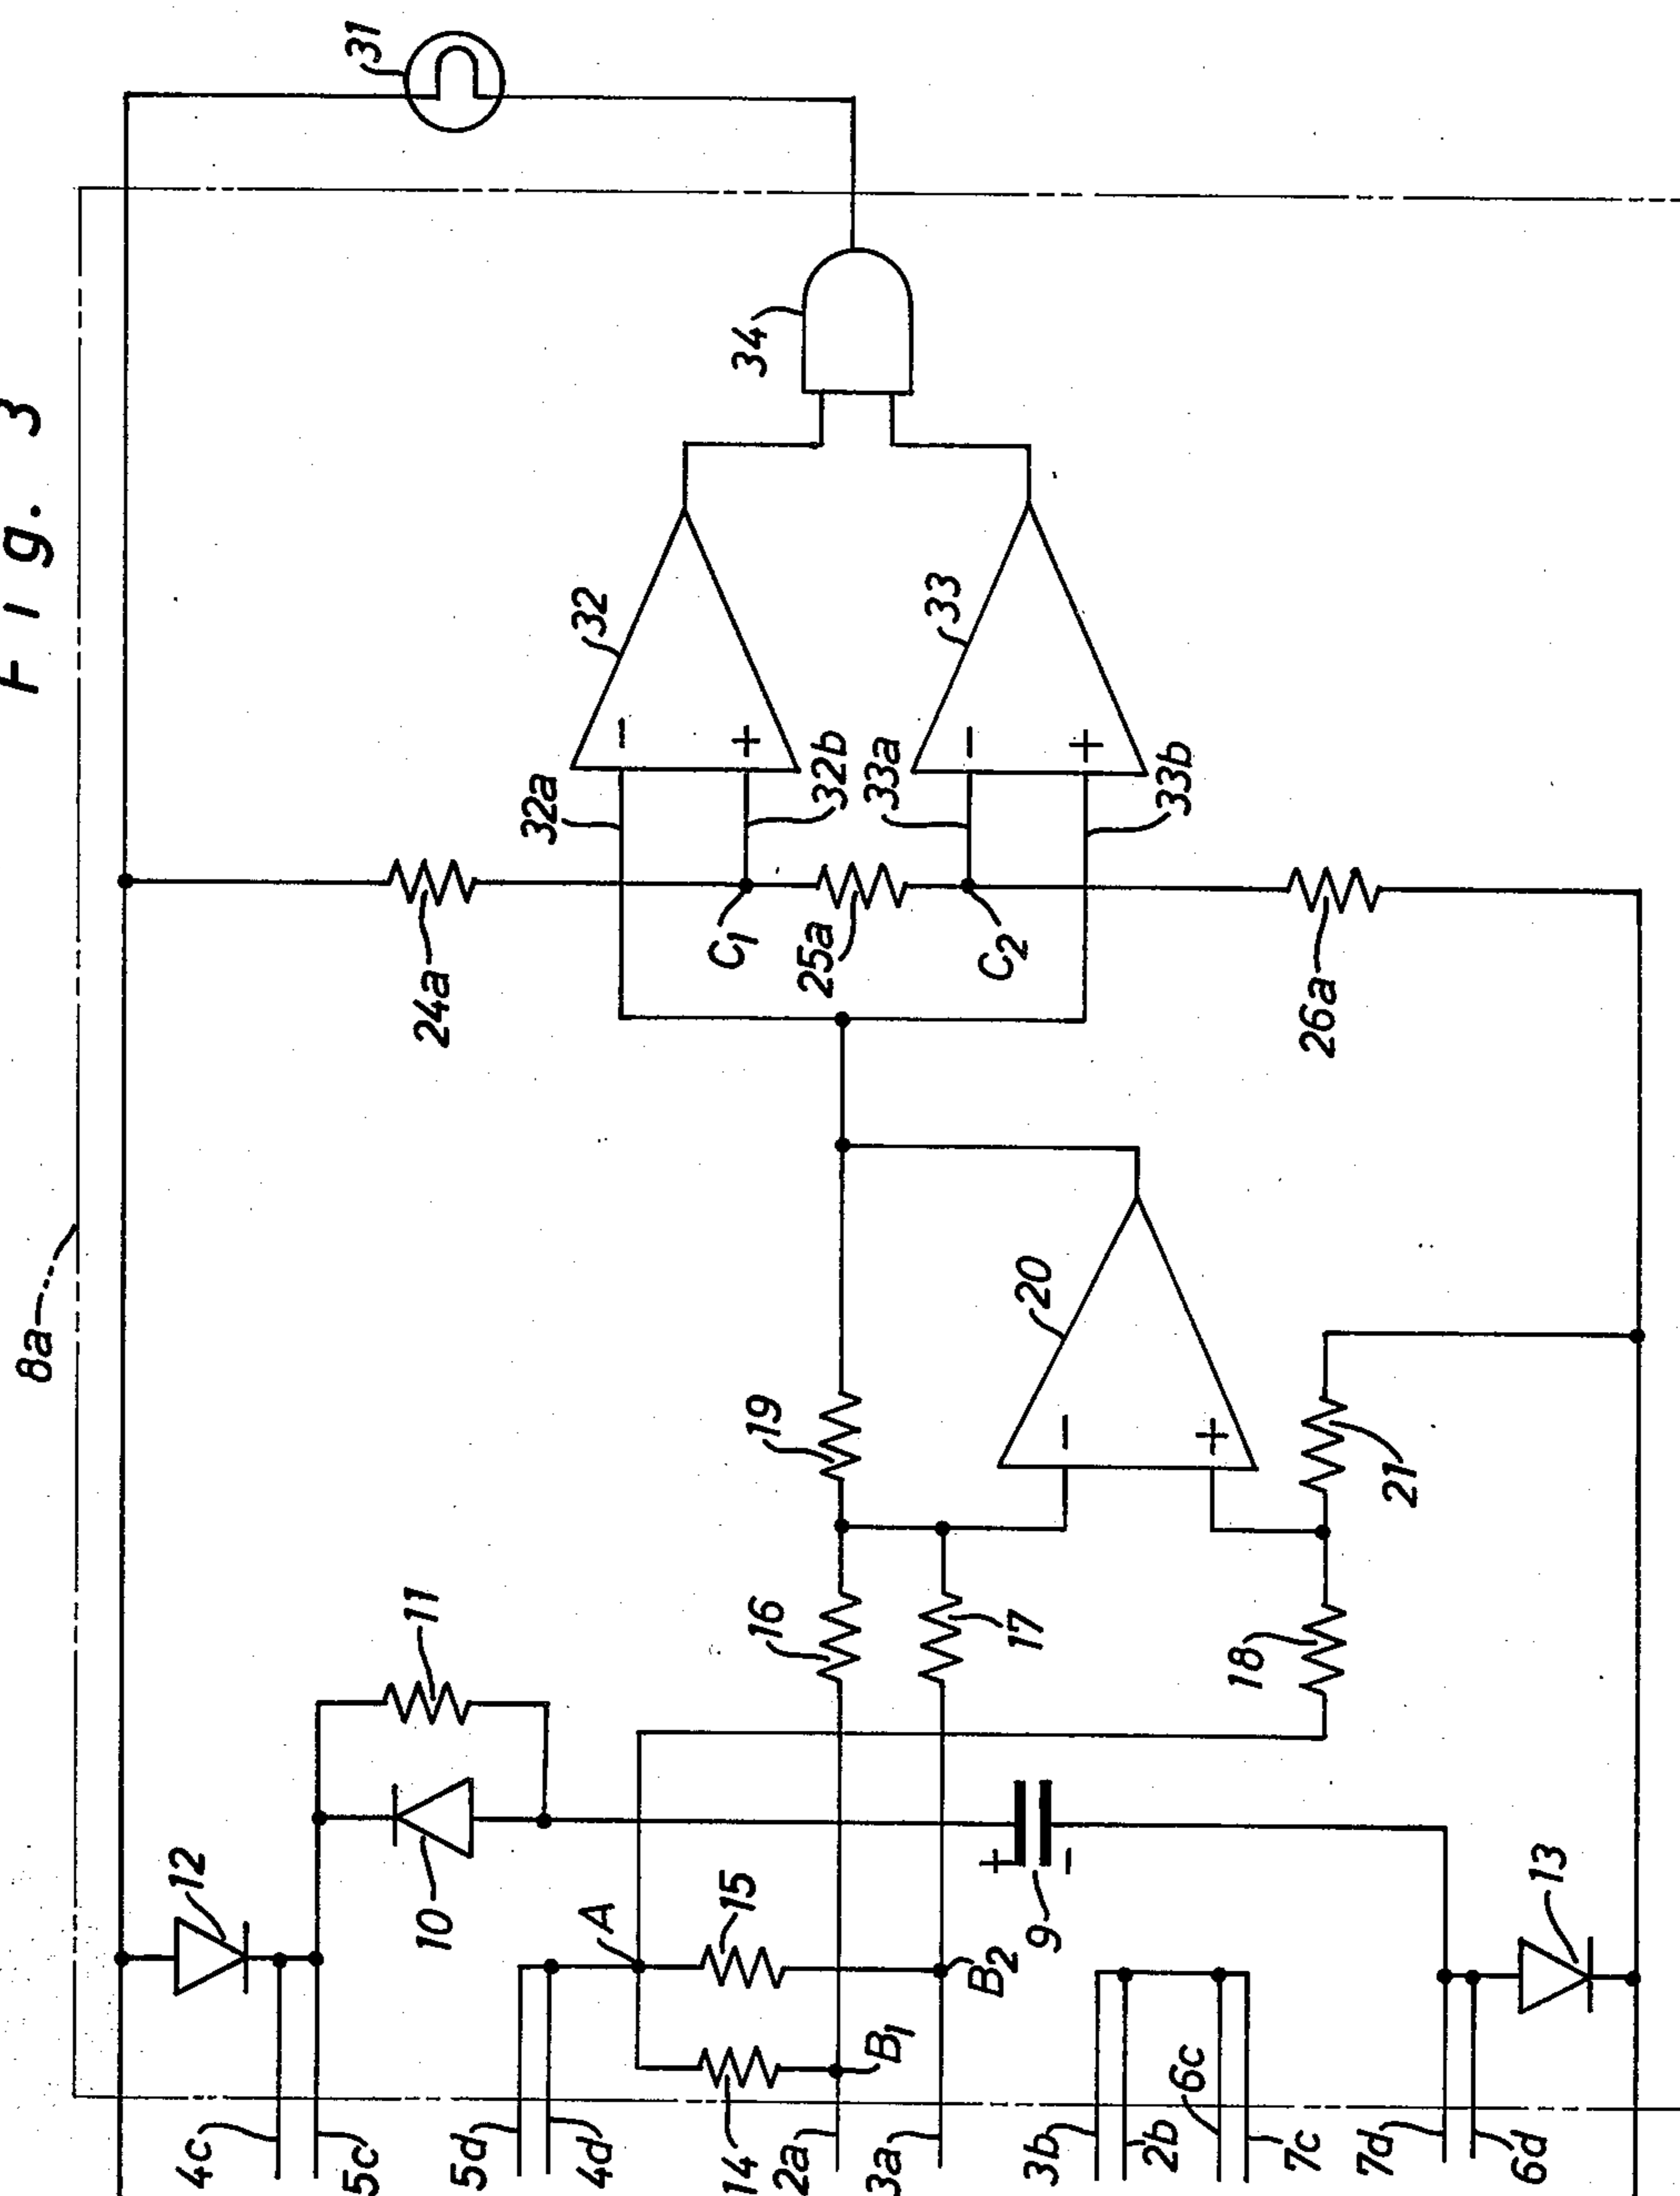 Fig. 3
8a
31
12
11
10
24a
32
32a
-
+
32b
34
4c
5c
5d
4d
A
15
14
2a
B1
3a
B2
16
19
17
20
-
+
C1
25a
C2
33
33a
-
+
33b
+
-
9
18
21
26a
3b
2b
6c
7c
7d
6d
13